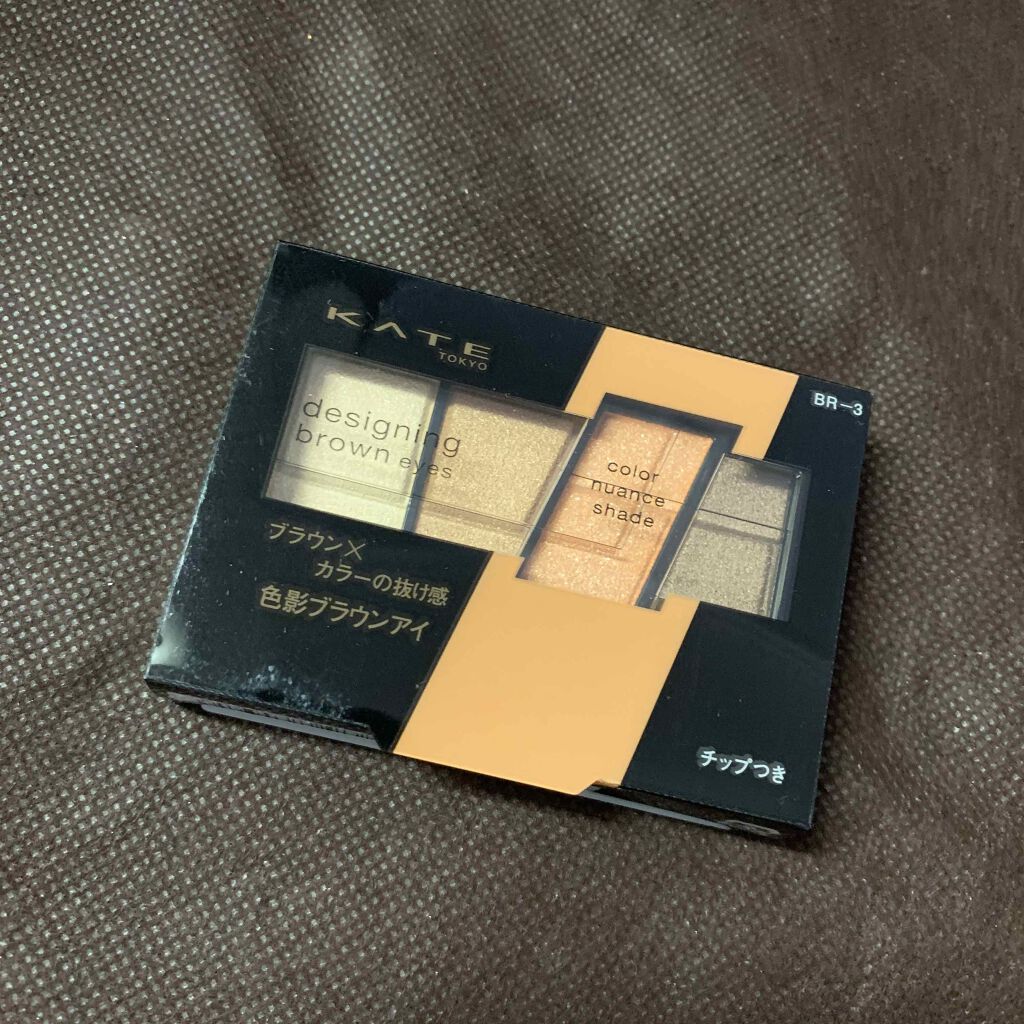 KATE
TOKYO
BR-3
designing
brown eyes
color
nuance
shade
ブラウン×
カラーの抜け感
色影ブラウンアイ
チップつき